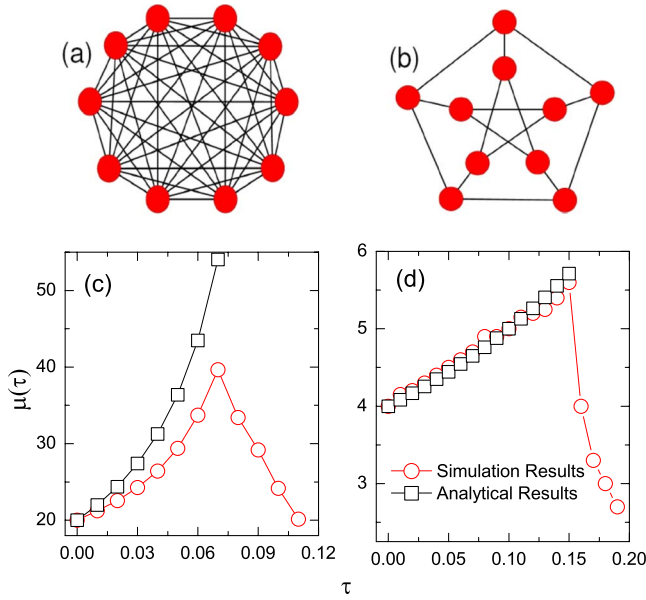 (a)
(b)
(c)
(d)
μ(τ)
50
40
30
20
0.00 0.03 0.06 0.09 0.12
6
5
4
3
0.00 0.05 0.10 0.15 0.20
Simulation Results
Analytical Results
τ